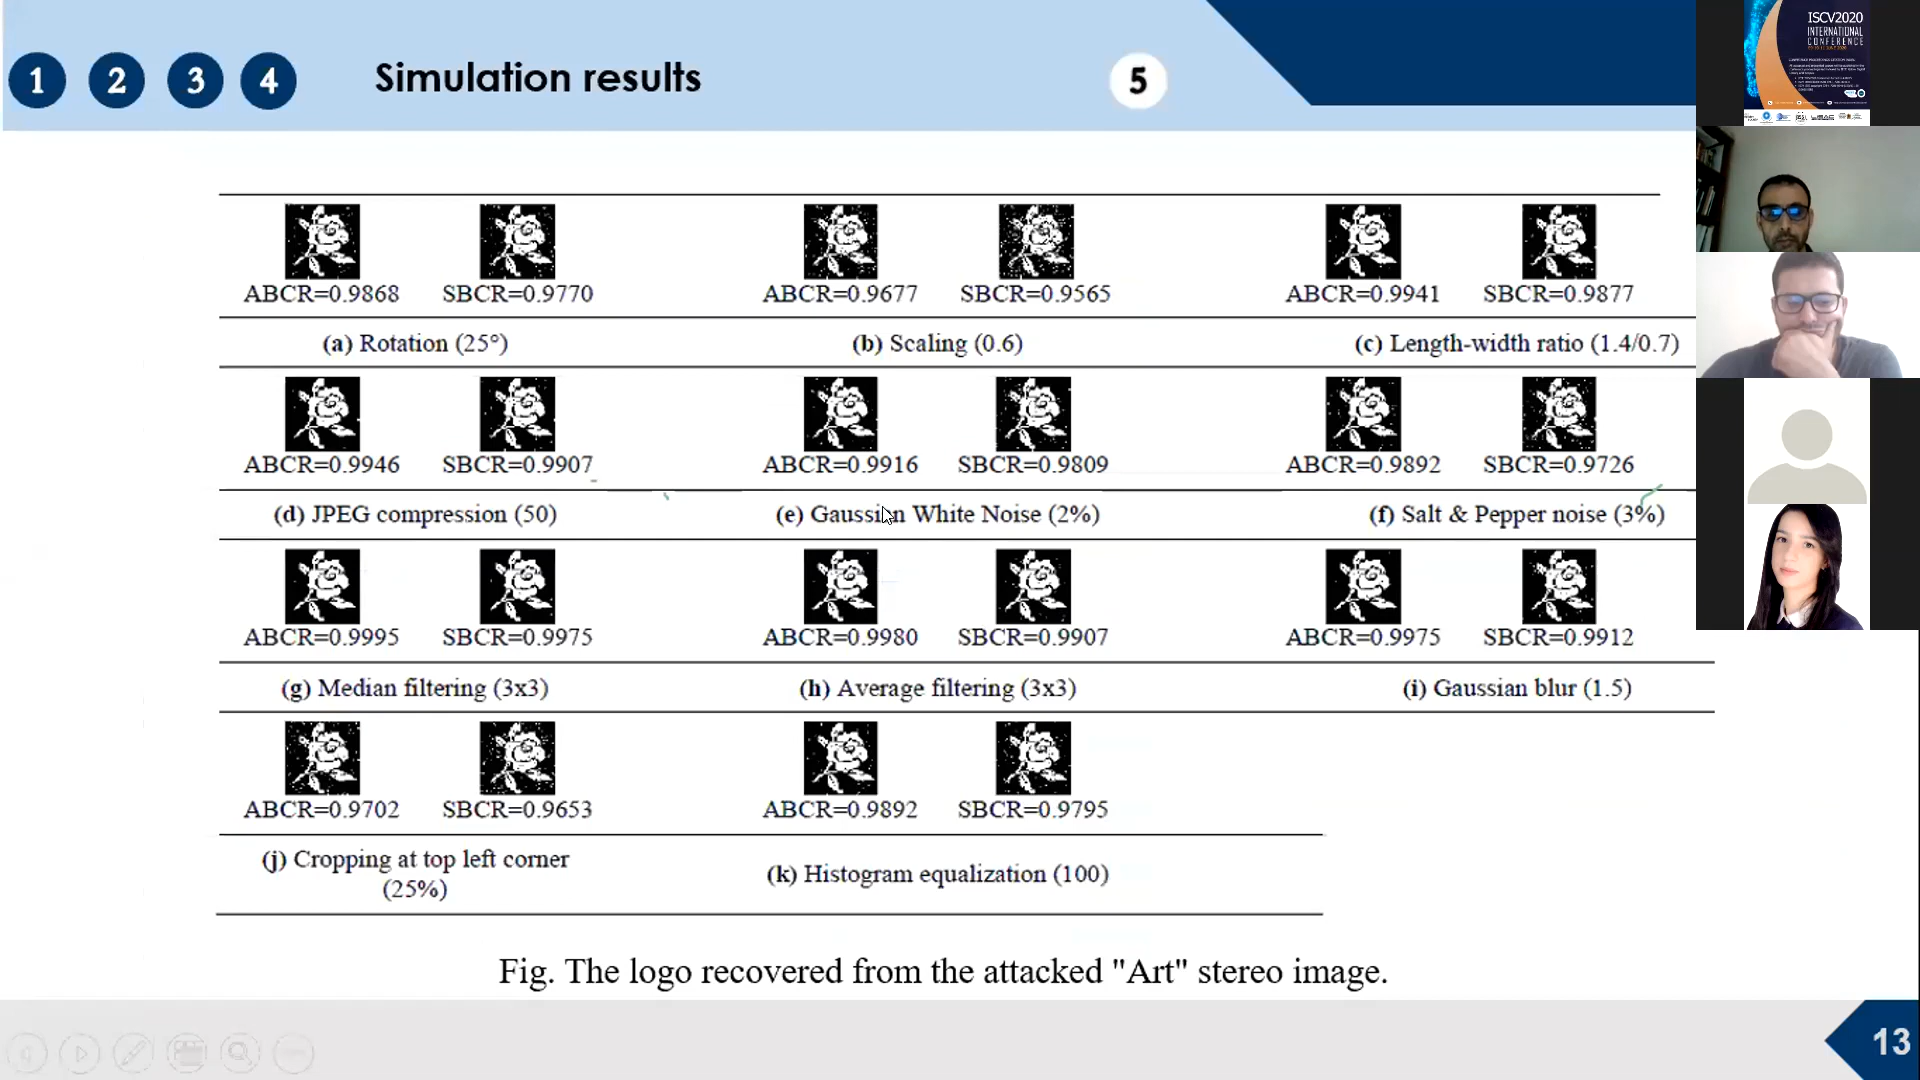 1 2 3 4 Simulation results 5
ABCR=0.9868 SBCR=0.9770 ABCR=0.9677 SBCR=0.9565 ABCR=0.9941 SBCR=0.9877
(a) Rotation (25°) (b) Scaling (0.6) (c) Length-width ratio (1.4/0.7)
ABCR=0.9946 SBCR=0.9907 ABCR=0.9916 SBCR=0.9809 ABCR=0.9892 SBCR=0.9726
(d) JPEG compression (50) (e) Gaussian White Noise (2%) (f) Salt & Pepper noise (3%)
ABCR=0.9995 SBCR=0.9975 ABCR=0.9980 SBCR=0.9907 ABCR=0.9975 SBCR=0.9912
(g) Median filtering (3x3) (h) Average filtering (3x3) (i) Gaussian blur (1.5)
ABCR=0.9702 SBCR=0.9653 ABCR=0.9892 SBCR=0.9795
(j) Cropping at top left corner
(25%)
(k) Histogram equalization (100)
Fig. The logo recovered from the attacked "Art" stereo image.
13
ISCV2020
INTERNATIONAL
CONFERENCE